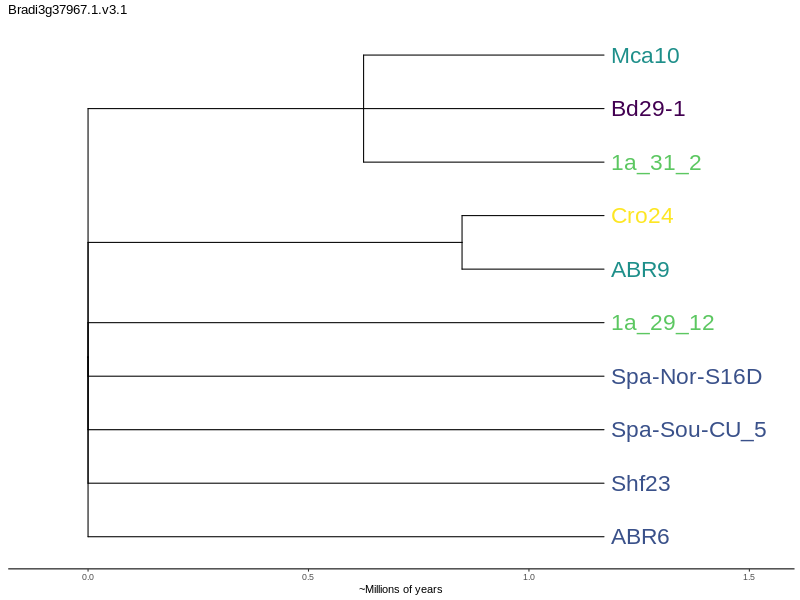 Bradi3g37967.1.v3.1
Mca10
Bd29-1
1a_31_2
Cro24
ABR9
1a_29_12
Spa-Nor-S16D
Spa-Sou-CU_5
Shf23
ABR6
0.0 0.5 1.0 1.5
~Millions of years